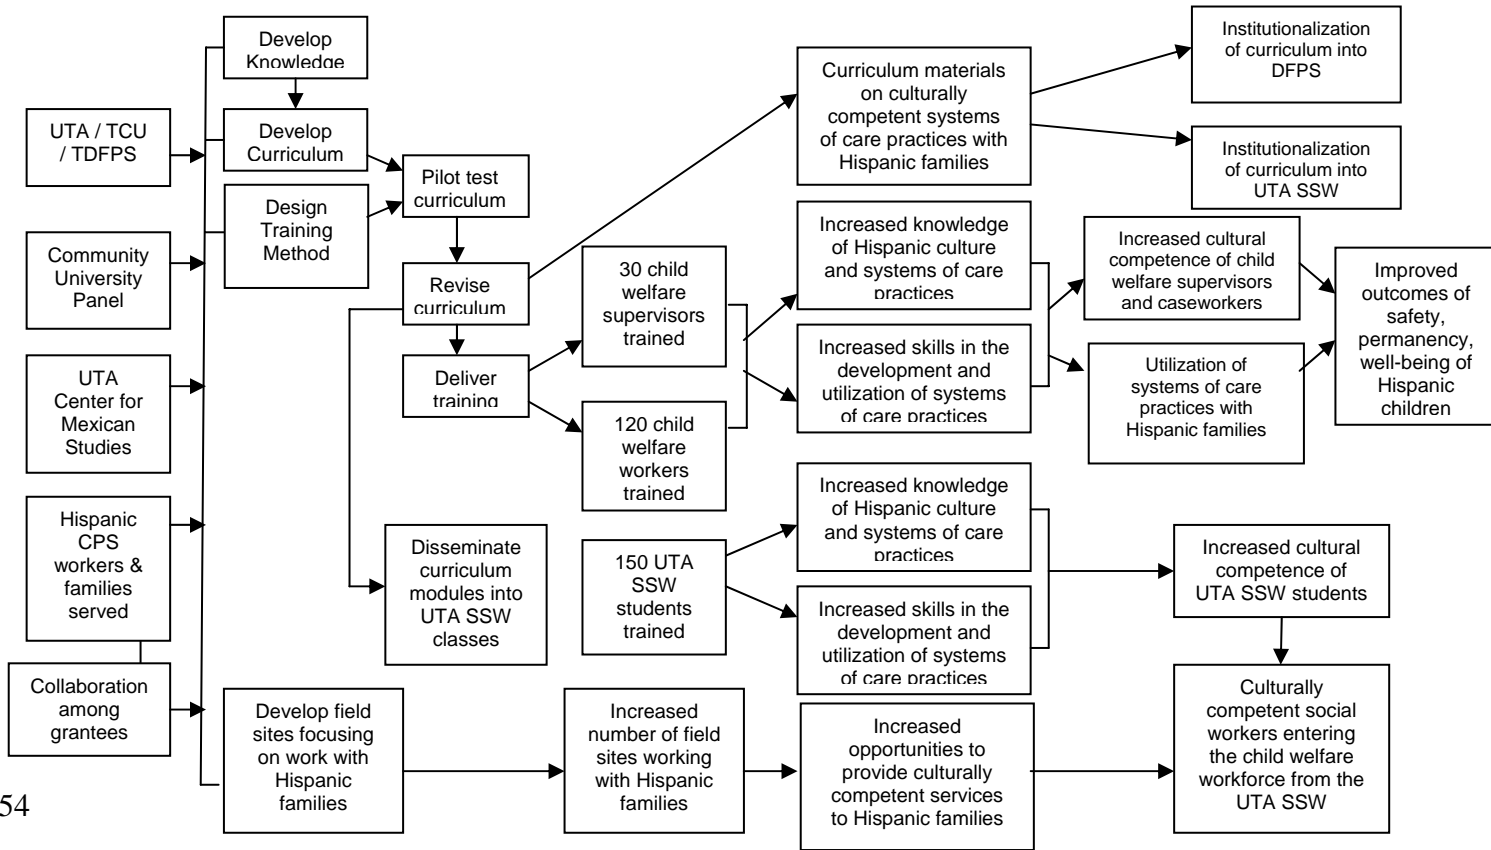 Develop
Knowledge
Develop
Curriculum
Design
Training
Method
UTA / TCU
/ TDFPS
Community
University
Panel
UTA
Center for
Mexican
Studies
Hispanic
CPS
workers &
families
served
Collaboration
among
grantees
Pilot test
curriculum
Revise
curriculum
Deliver
training
Disseminate
curriculum
modules into
UTA SSW
classes
Develop field
sites focusing
on work with
Hispanic
families
30 child
welfare
supervisors
trained
120 child
welfare
workers
trained
150 UTA
SSW
students
trained
Increased
number of field
sites working
with Hispanic
families
Curriculum materials
on culturally
competent systems
of care practices with
Hispanic families
Increased knowledge
of Hispanic culture
and systems of care
practices
Increased skills in the
development and
utilization of systems
of care practices
Increased knowledge
of Hispanic culture
and systems of care
practices
Increased skills in the
development and
utilization of systems
of care practices
Increased
opportunities to
provide culturally
competent services
to Hispanic families
Institutionalization
of curriculum into
DFPS
Institutionalization
of curriculum into
UTA SSW
Increased cultural
competence of child
welfare supervisors
and caseworkers
Utilization of
systems of care
practices with
Hispanic families
Improved
outcomes of
safety,
permanency,
well-being of
Hispanic
children
Increased cultural
competence of
UTA SSW students
Culturally
competent social
workers entering
the child welfare
workforce from the
UTA SSW
54